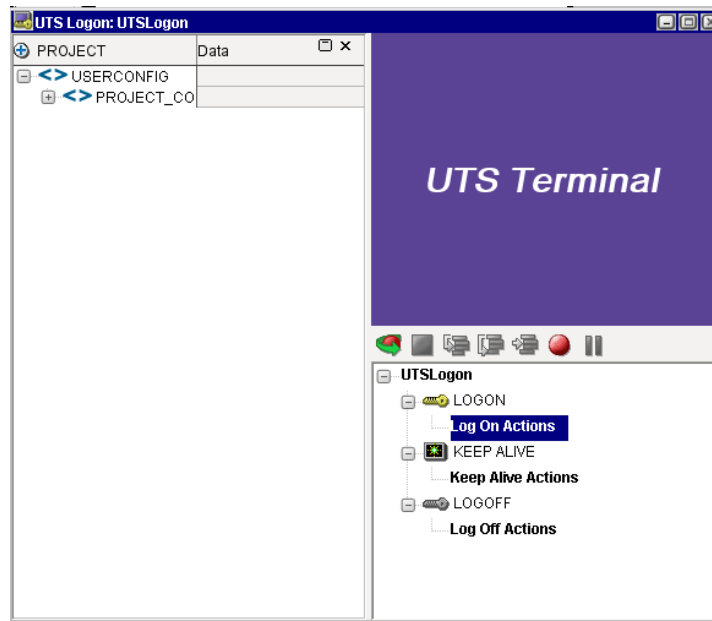 UTS Logon: UTSLogon
PROJECT Data
USERCONFIG
PROJECT_CO
UTS Terminal
UTSLogon
LOGON
Log On Actions
KEEP ALIVE
Keep Alive Actions
LOGOFF
Log Off Actions